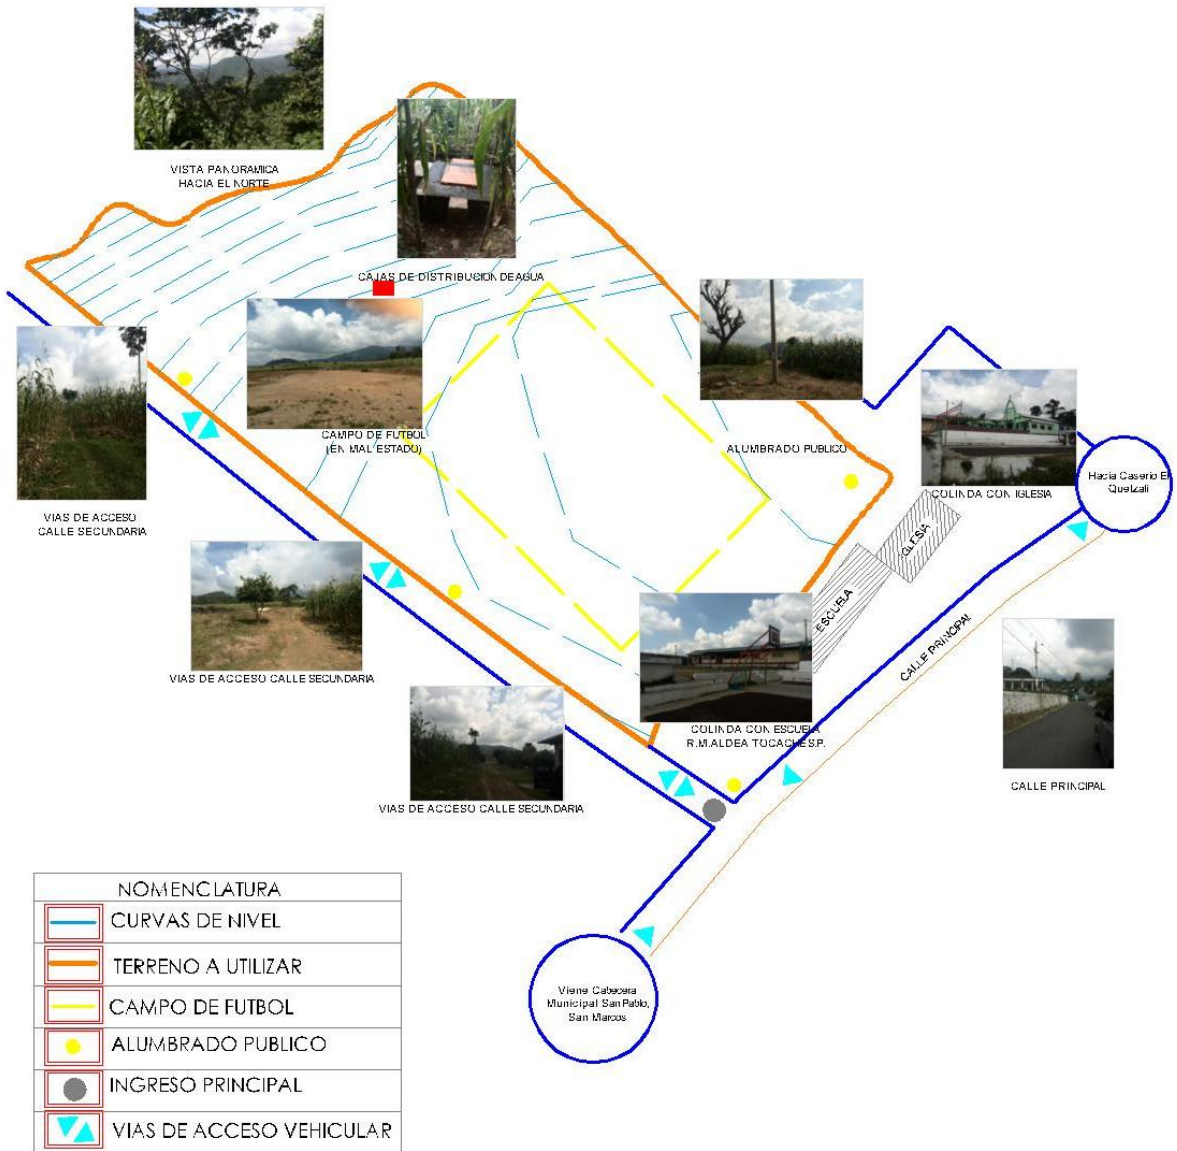 VISTA PANORAMICA
HACIA EL NORTE
CAJAS DE DISTRIBUCION DE AGUA
CAMPO DE FUTBOL
(EN MAL ESTADO)
ALUMBRADO PUBLICO
COLINDA CON IGLESIA
Hacia Caserio El
Quetzali
VIAS DE ACCESO
CALLE SECUNDARIA
IGLESIA
ESCUELA
CALLE PRINCIPAL
VIAS DE ACCESO CALLE SECUNDARIA
COLINDA CON ESCUELA
R.M.ALDEA TOCACHE S.P.
CALLE PRINCIPAL
VIAS DE ACCESO CALLE SECUNDARIA
NOMENCLATURA
CURVAS DE NIVEL
TERRENO A UTILIZAR
CAMPO DE FUTBOL
ALUMBRADO PUBLICO
INGRESO PRINCIPAL
VIAS DE ACCESO VEHICULAR
Viene Cabecera
Municipal San Pablo,
San Marcos